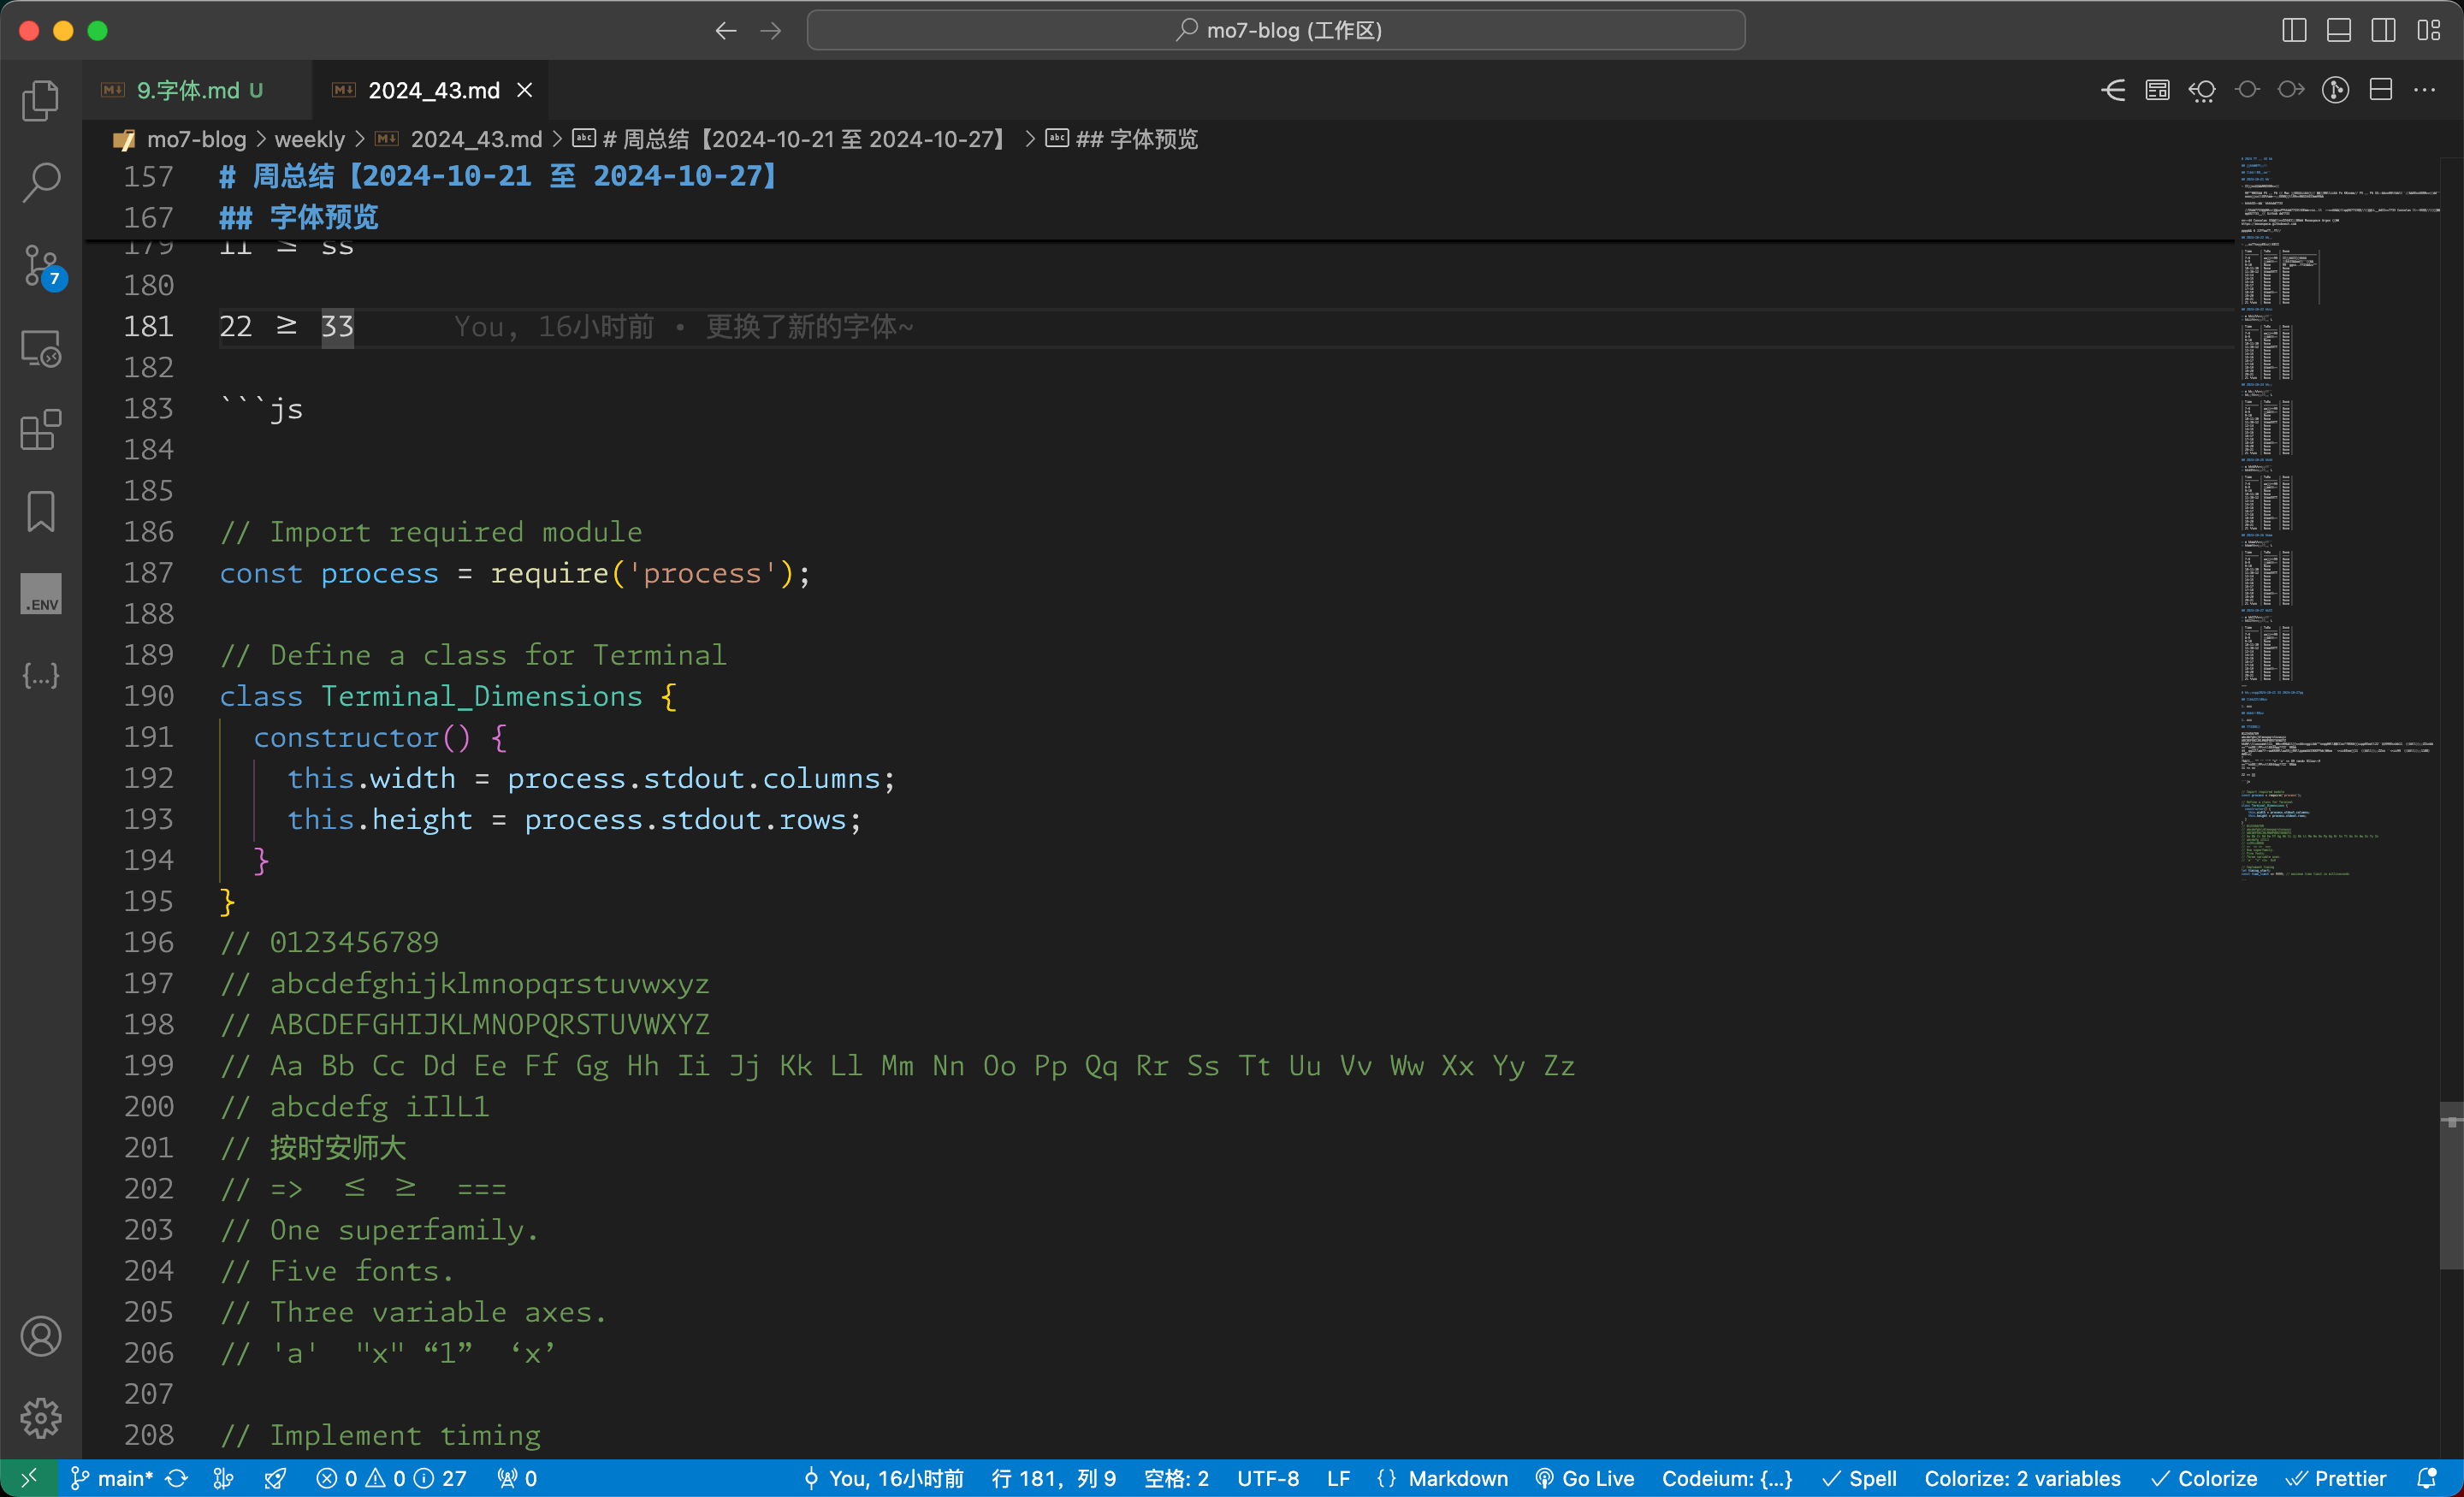 mo7-blog (工作区)
9.字体.md U
2024_43.md
mo7-blog > weekly > 2024_43.md > # 周总结【2024-10-21 至 2024-10-27】 > ## 字体预览
157 # 周总结【2024-10-21 至 2024-10-27】
167 ## 字体预览
179 11 ≤ ss
180
181 22 ≥ 33 You, 16小时前 • 更换了新的字体~
182
183 ```js
184
185
186 // Import required module
187 const process = require('process');
188
189 // Define a class for Terminal
190 class Terminal_Dimensions {
191 constructor() {
192 this.width = process.stdout.columns;
193 this.height = process.stdout.rows;
194 }
195 }
196 // 0123456789
197 // abcdefghijklmnopqrstuvwxyz
198 // ABCDEFGHIJKLMNOPQRSTUVWXYZ
199 // Aa Bb Cc Dd Ee Ff Gg Hh Ii Jj Kk Ll Mm Nn Oo Pp Qq Rr Ss Tt Uu Vv Ww Xx Yy Zz
200 // abcdefg iIlL1
201 // 按时安师大
202 // => ≤ ≥ ===
203 // One superfamily.
204 // Five fonts.
205 // Three variable axes.
206 // 'a' "x" “1” ‘x’
207
208 // Implement timing
7
.ENV
{...}
main* 0 0 27 0 You, 16小时前 行 181，列 9 空格: 2 UTF-8 LF {} Markdown Go Live Codeium: {...} Spell Colorize: 2 variables Colorize Prettier